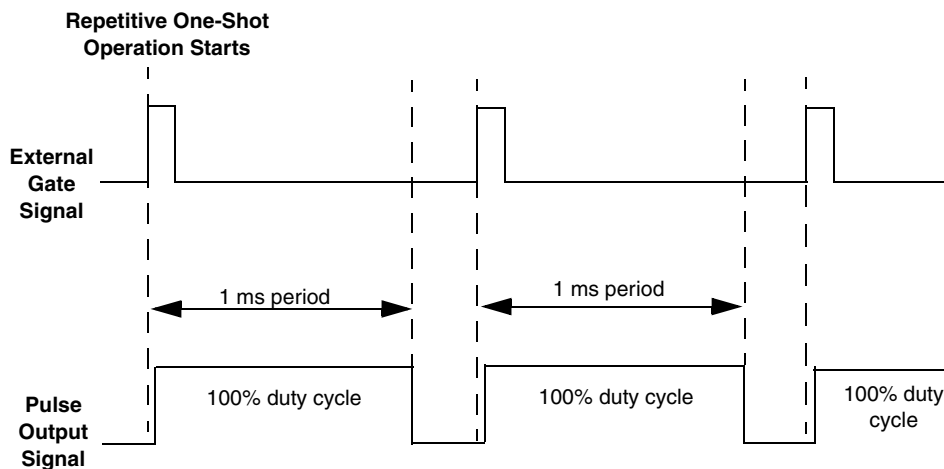 Repetitive One-Shot
Operation Starts
External
Gate
Signal
1 ms period
1 ms period
100% duty cycle
100% duty cycle
100% duty
cycle
Pulse
Output
Signal